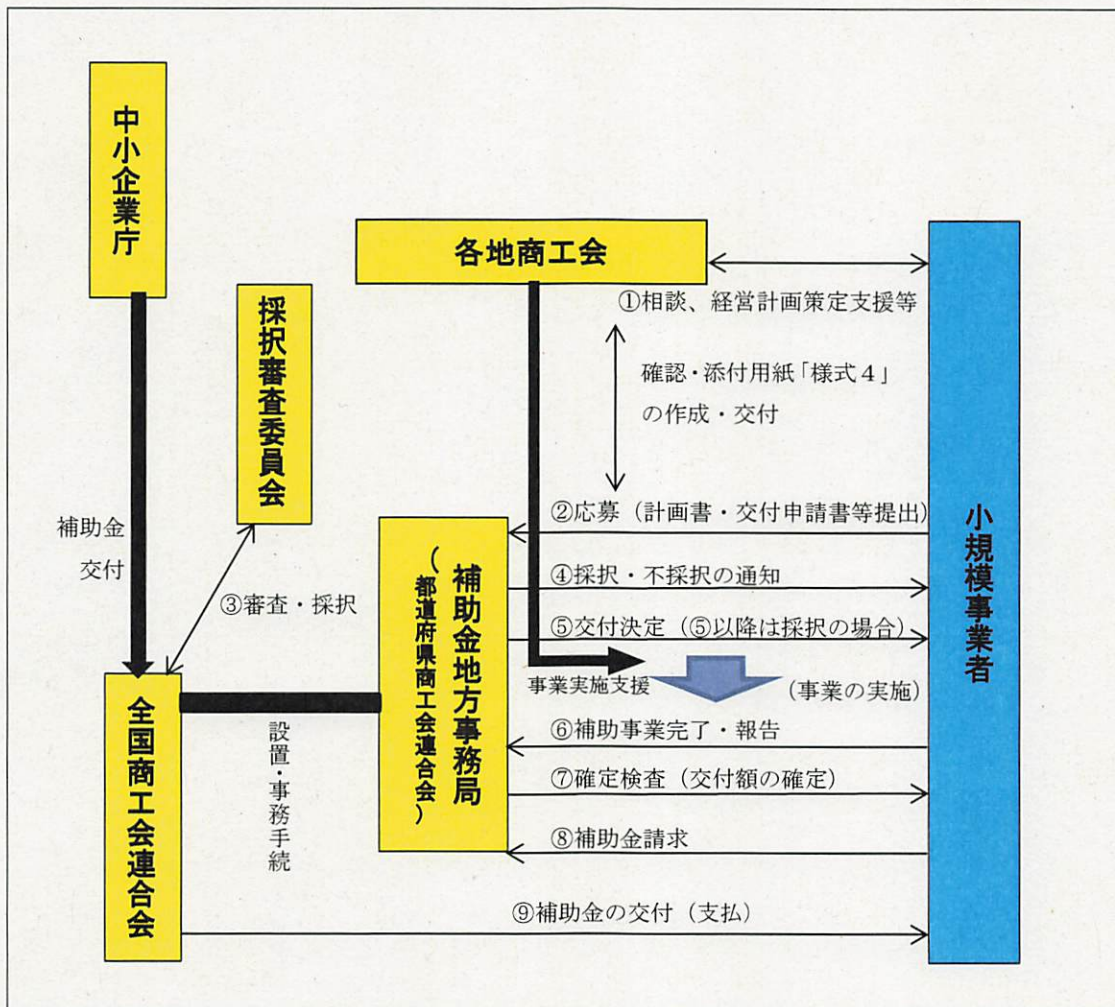 中小企業庁
各地商工会
①相談、経営計画策定支援等
採択審査委員会
確認・添付用紙「様式４」
の作成・交付
補助金
交付
③審査・採択
②応募（計画書・交付申請書等提出）
④採択・不採択の通知
⑤交付決定（⑤以降は採択の場合）
事業実施支援
（事業の実施）
⑥補助事業完了・報告
⑦確定検査（交付額の確定）
⑧補助金請求
補助金地方事務局
（都道府県商工会連合会）
小規模事業者
全国商工会連合会
設置・事務手続
⑨補助金の交付（支払）